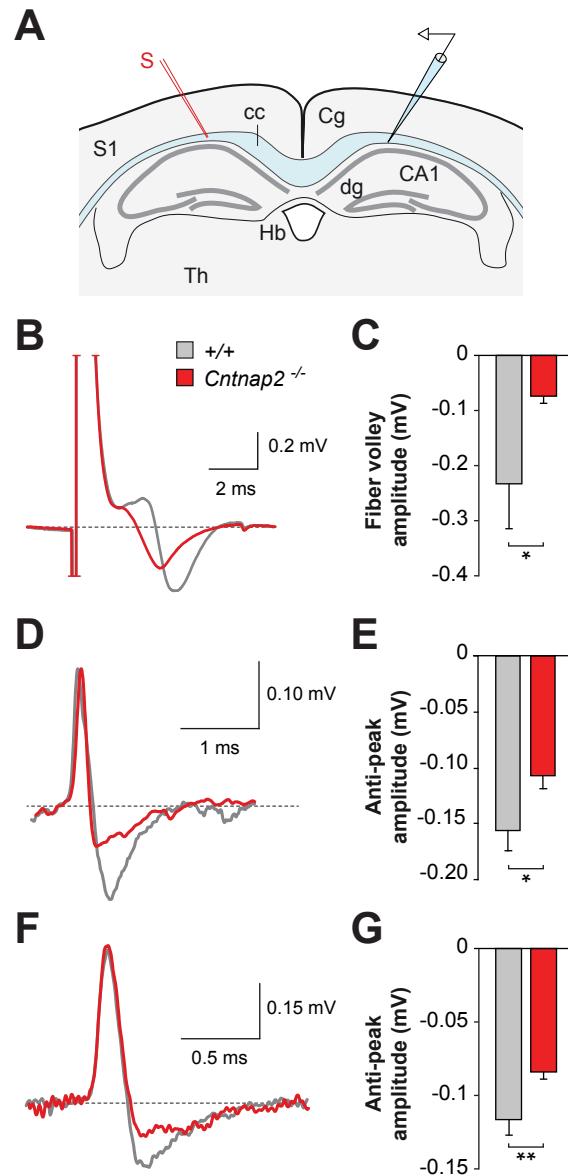 A
S
cc
Cg
S1
CA1
dg
Hb
Th
B
+/+
Cntnap2 -/-
0.2 mV
2 ms
C
0
-0.1
-0.2
-0.3
-0.4
Fiber volley
amplitude (mV)
*
D
0.10 mV
1 ms
E
0
-0.05
-0.10
-0.15
-0.20
Anti-peak
amplitude (mV)
*
F
0.15 mV
0.5 ms
G
0
-0.05
-0.1
-0.15
Anti-peak
amplitude (mV)
**